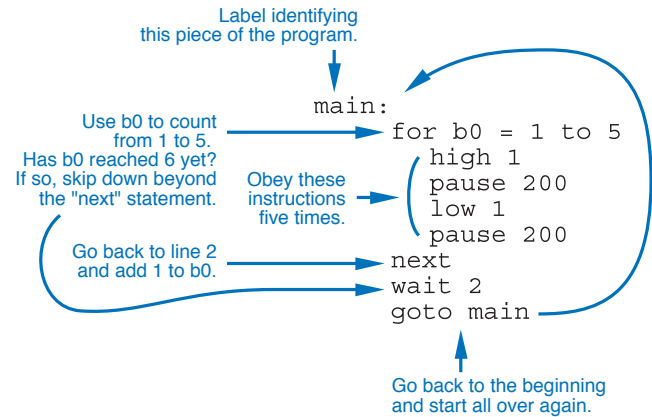 Label identifying
this piece of the program.
main:
Use b0 to count
from 1 to 5.
Has b0 reached 6 yet?
If so, skip down beyond
the "next" statement.
for b0 = 1 to 5
high 1
pause 200
low 1
pause 200
Obey these
instructions
five times.
Go back to line 2
and add 1 to b0.
next
wait 2
goto main
Go back to the beginning
and start all over again.